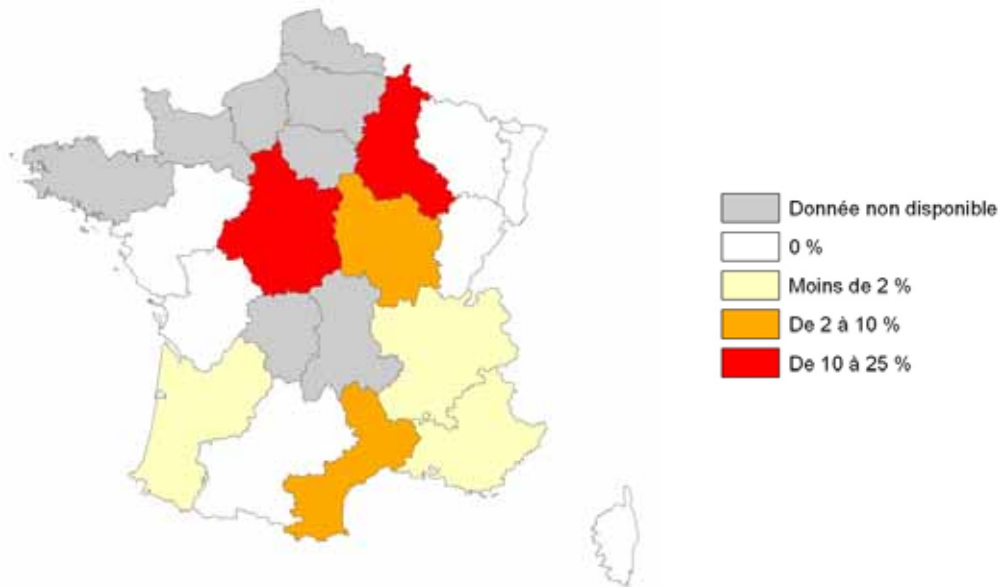 Donnée non disponible
0 %
Moins de 2 %
De 2 à 10 %
De 10 à 25 %